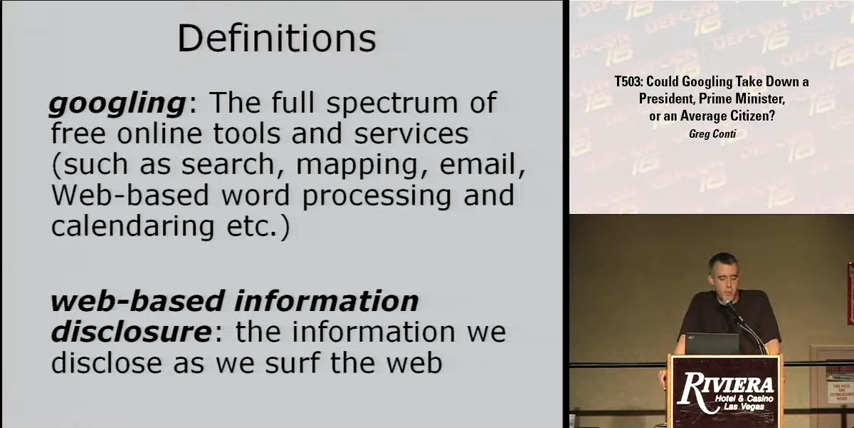 Definitions
googling: The full spectrum of
free online tools and services
(such as search, mapping, email,
Web-based word processing and
calendaring etc.)
web-based information
disclosure: the information we
disclose as we surf the web
T503: Could Googling Take Down a
President, Prime Minister,
or an Average Citizen?
Greg Conti
RIVIERA
Hotel & Casino
Las Vegas